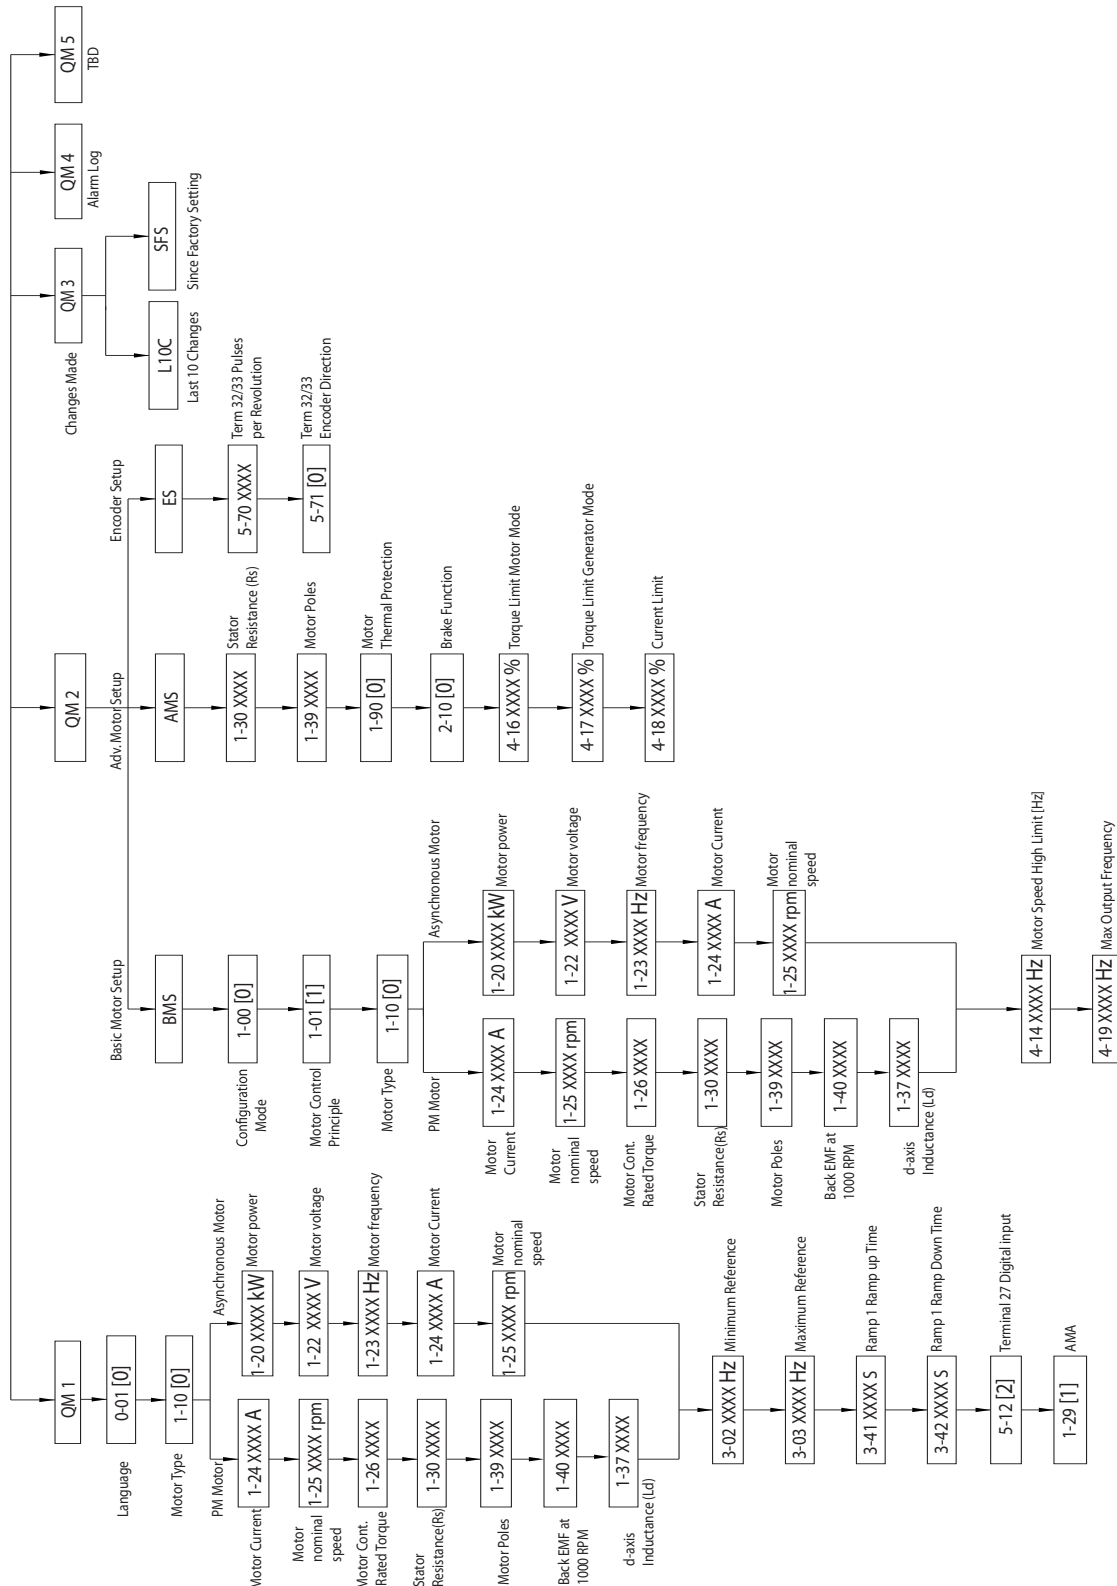 QM 1
Language
0-01 [0]
Motor Type
1-10 [0]
PM Motor
Asynchronous Motor
Motor Current
1-24 XXXX A
Motor
nominal
speed
1-25 XXXX rpm
Motor Cont.
Rated Torque
1-26 XXXX
Stator
Resistance(Rs)
1-30 XXXX
Motor Poles
1-39 XXXX
Back EMF at
1000 RPM
1-40 XXXX
d-axis
Inductance (Ld)
1-37 XXXX
1-20 XXXX kW
Motor power
1-22 XXXX V
Motor voltage
1-23 XXXX Hz
Motor frequency
1-24 XXXX A
Motor Current
1-25 XXXX rpm
Motor
nominal
speed
3-02 XXXX Hz
Minimum Reference
3-03 XXXX Hz
Maximum Reference
3-41 XXXX S
Ramp 1 Ramp up Time
3-42 XXXX S
Ramp 1 Ramp Down Time
5-12 [2]
Terminal 27 Digital input
1-29 [1]
AMA
QM 2
Basic Motor Setup
BMS
Configuration
Mode
1-00 [0]
Motor Control
Principle
1-01 [1]
Motor Type
1-10 [0]
PM Motor
Asynchronous Motor
Motor
Current
1-24 XXXX A
Motor
nominal
speed
1-25 XXXX rpm
Motor Cont.
Rated Torque
1-26 XXXX
Stator
Resistance(Rs)
1-30 XXXX
Motor Poles
1-39 XXXX
Back EMF at
1000 RPM
1-40 XXXX
d-axis
Inductance (Ld)
1-37 XXXX
1-20 XXXX kW
Motor power
1-22 XXXX V
Motor voltage
1-23 XXXX Hz
Motor frequency
1-24 XXXX A
Motor Current
1-25 XXXX rpm
Motor
nominal
speed
4-14 XXXX Hz
Motor Speed High Limit [Hz]
4-19 XXXX Hz
Max Output Frequency
Adv. Motor Setup
AMS
1-30 XXXX
Stator
Resistance (Rs)
1-39 XXXX
Motor Poles
1-90 [0]
Motor
Thermal Protection
2-10 [0]
Brake Function
4-16 XXXX %
Torque Limit Motor Mode
4-17 XXXX %
Torque Limit Generator Mode
4-18 XXXX %
Current Limit
Encoder Setup
ES
5-70 XXXX
Term 32/33 Pulses
per Revolution
5-71 [0]
Term 32/33
Encoder Direction
Changes Made
QM 3
L10C
Last 10 Changes
SFS
Since Factory Setting
QM 4
Alarm Log
QM 5
TBD